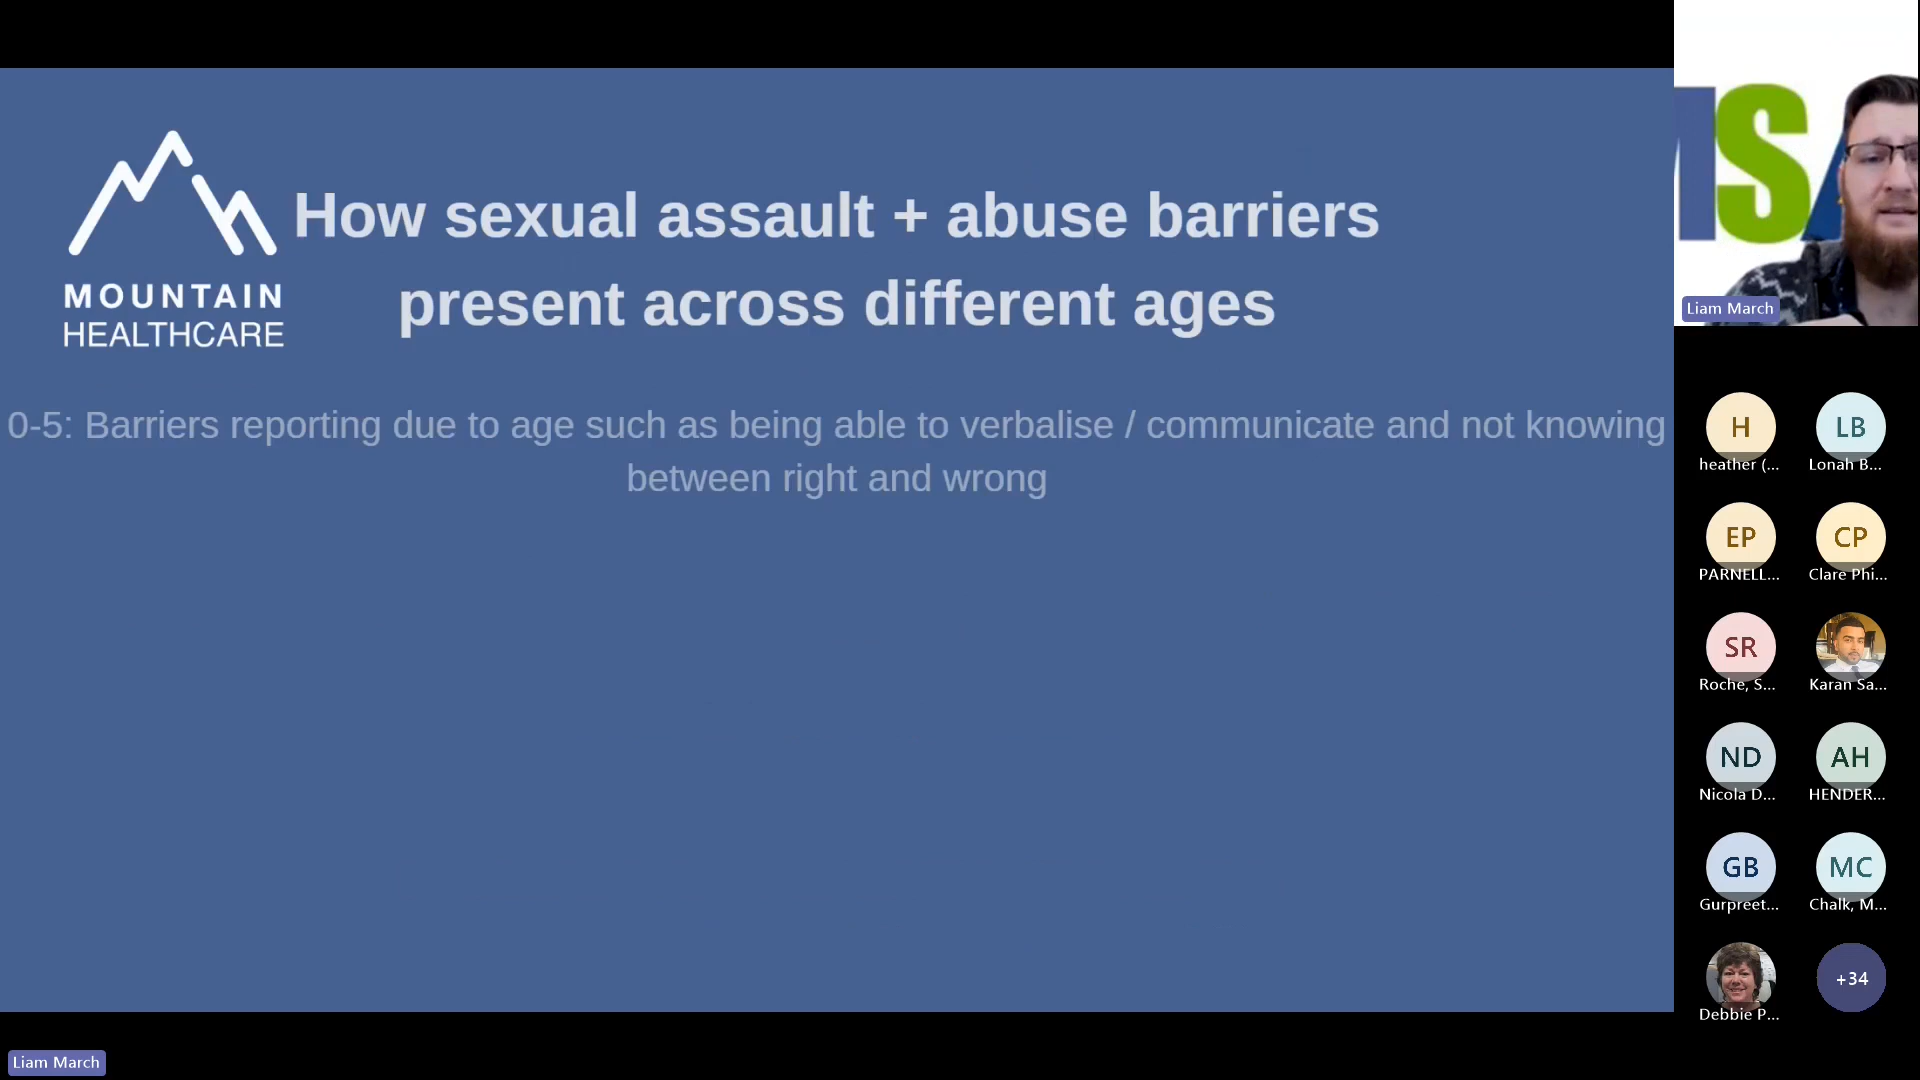 MOUNTAIN
HEALTHCARE
How sexual assault + abuse barriers
present across different ages
0-5: Barriers reporting due to age such as being able to verbalise / communicate and not knowing
between right and wrong
Liam March
H
heather (...
LB
Lonah B...
EP
PARNELL...
CP
Clare Phi...
SR
Roche, S...
Karan Sa...
ND
Nicola D...
AH
HENDER...
GB
Gurpreet...
MC
Chalk, M...
Debbie P...
+34
Liam March